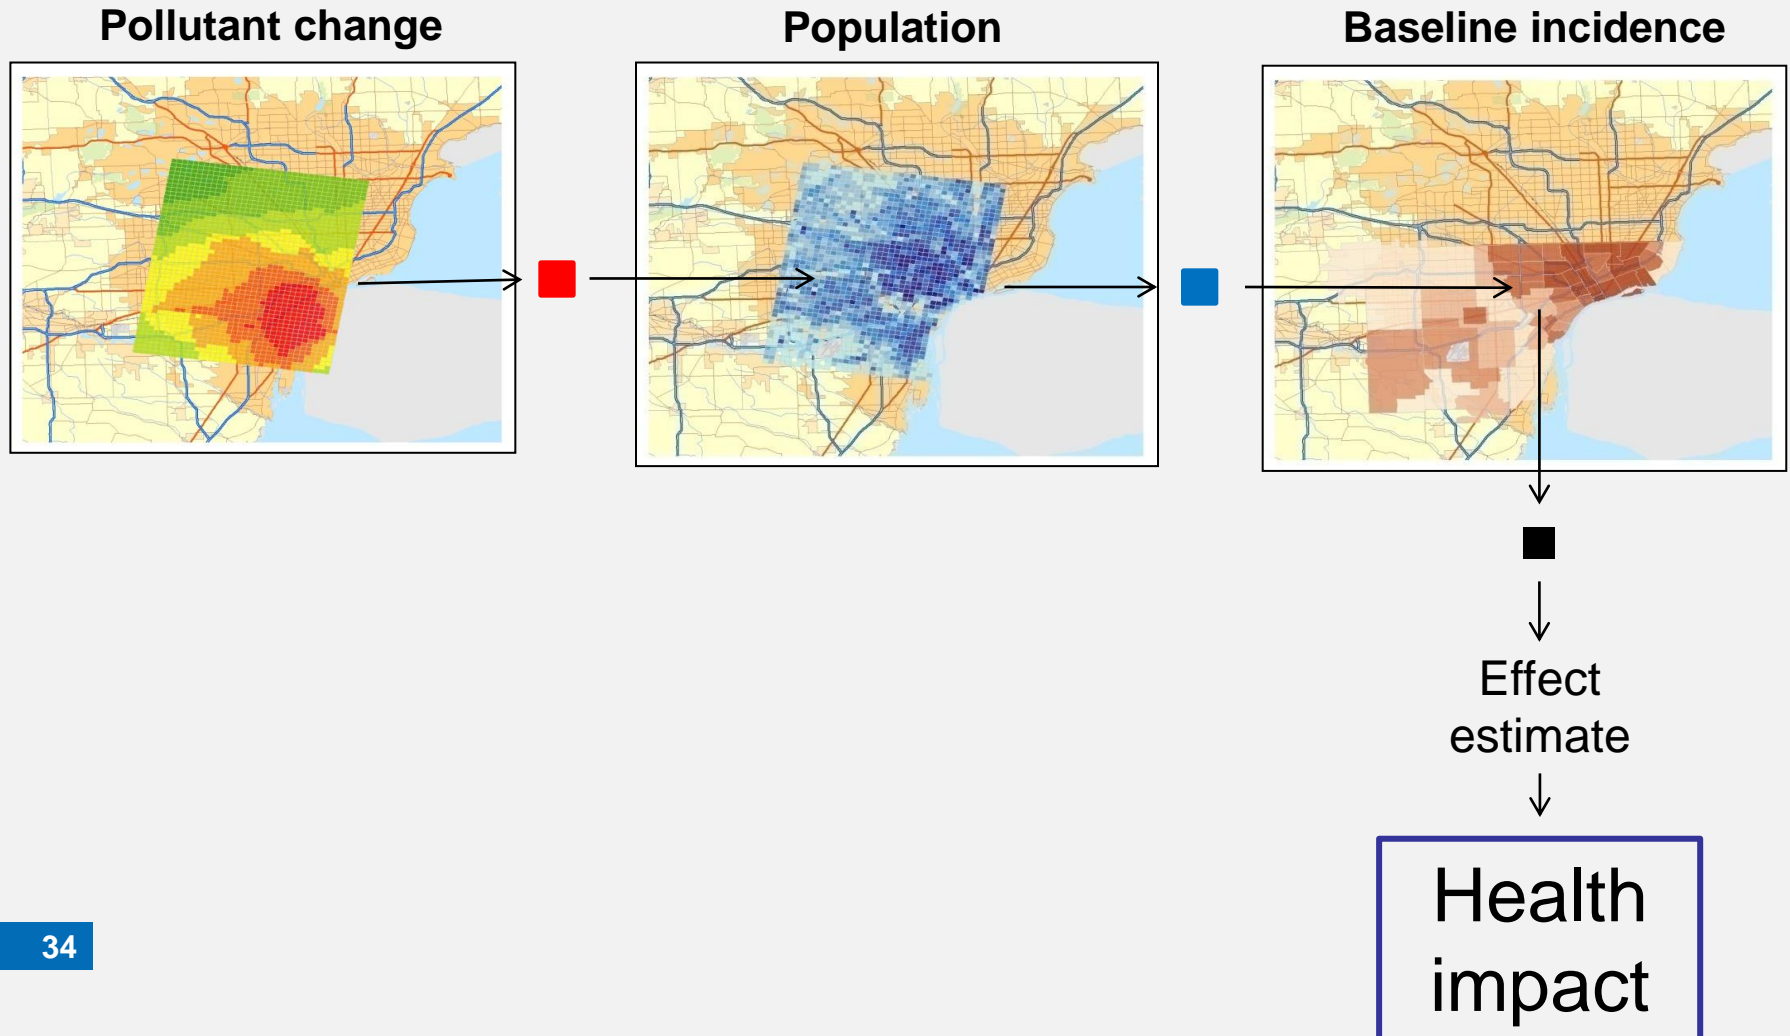 Pollutant change
Population
Baseline incidence
Effect
estimate
Health
impact
34